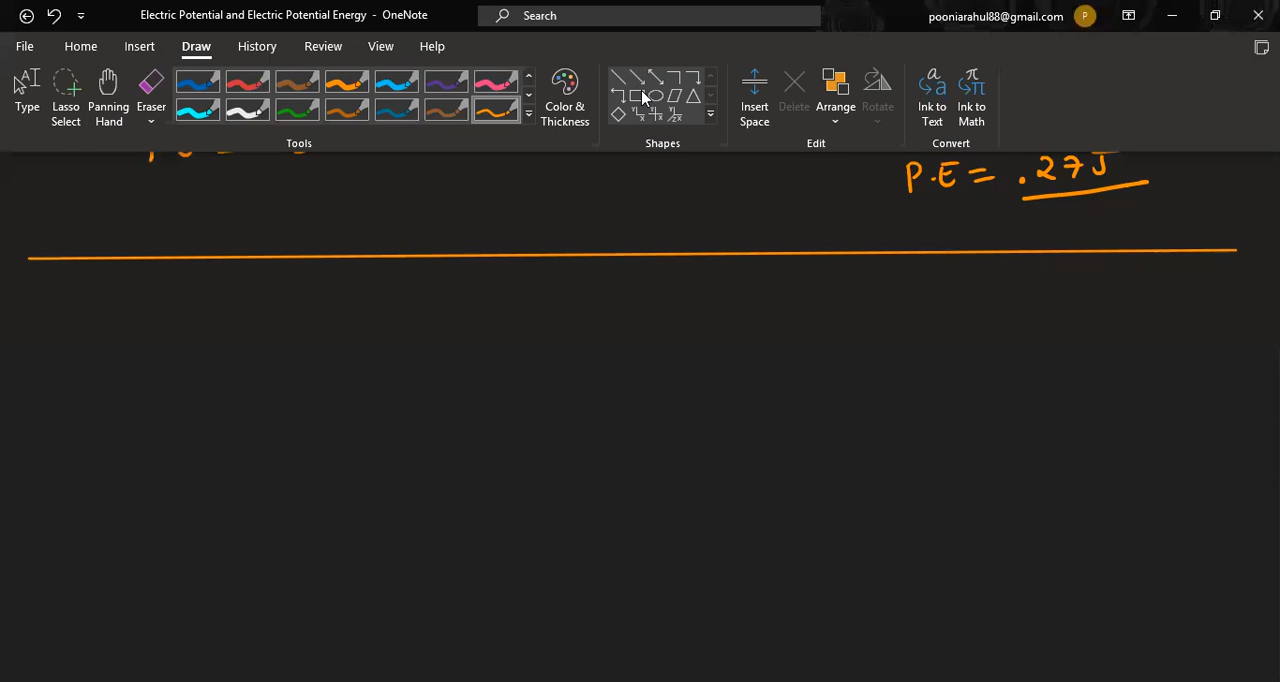 Electric Potential and Electric Potential Energy - OneNote
Search
pooniarahul88@gmail.com
P
File Home Insert Draw History Review View Help
Type
Lasso Select
Panning Hand
Eraser
Color & Thickness
Insert Space
Delete
Arrange
Rotate
Ink to Text
Ink to Math
Tools
Shapes
Edit
Convert
P.E = .27 J